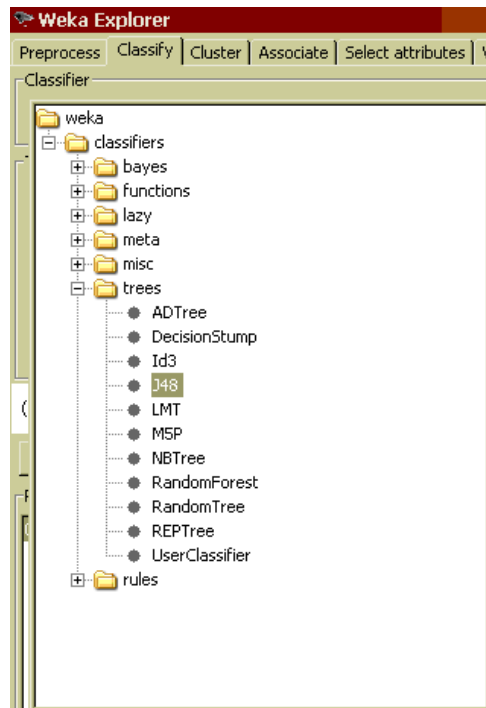 Weka Explorer
Preprocess Classify Cluster Associate Select attributes
Classifier
weka
classifiers
bayes
functions
lazy
meta
misc
trees
ADTree
DecisionStump
Id3
J48
LMT
M5P
NBTree
RandomForest
RandomTree
REPTree
UserClassifier
rules